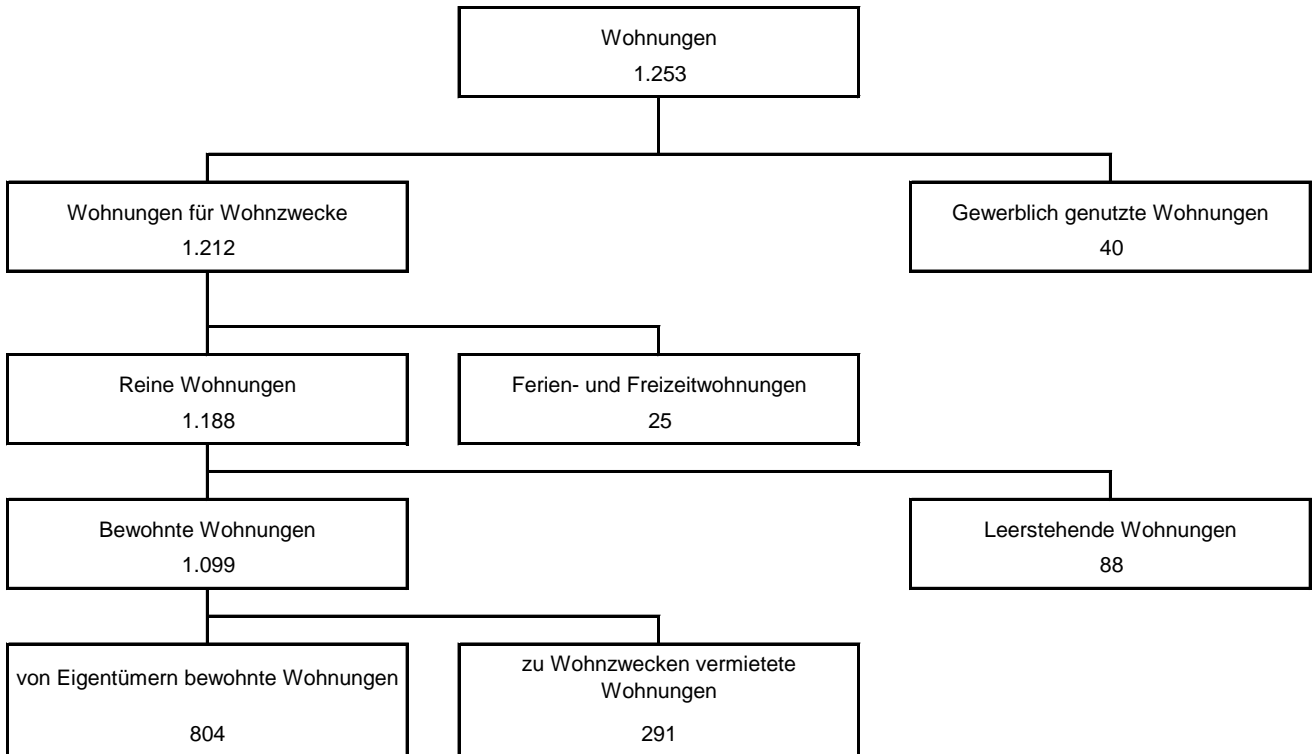 Wohnungen
1.253
Wohnungen für Wohnzwecke
1.212
Gewerblich genutzte Wohnungen
40
Reine Wohnungen
1.188
Ferien- und Freizeitwohnungen
25
Bewohnte Wohnungen
1.099
Leerstehende Wohnungen
88
von Eigentümern bewohnte Wohnungen
804
zu Wohnzwecken vermietete
Wohnungen
291